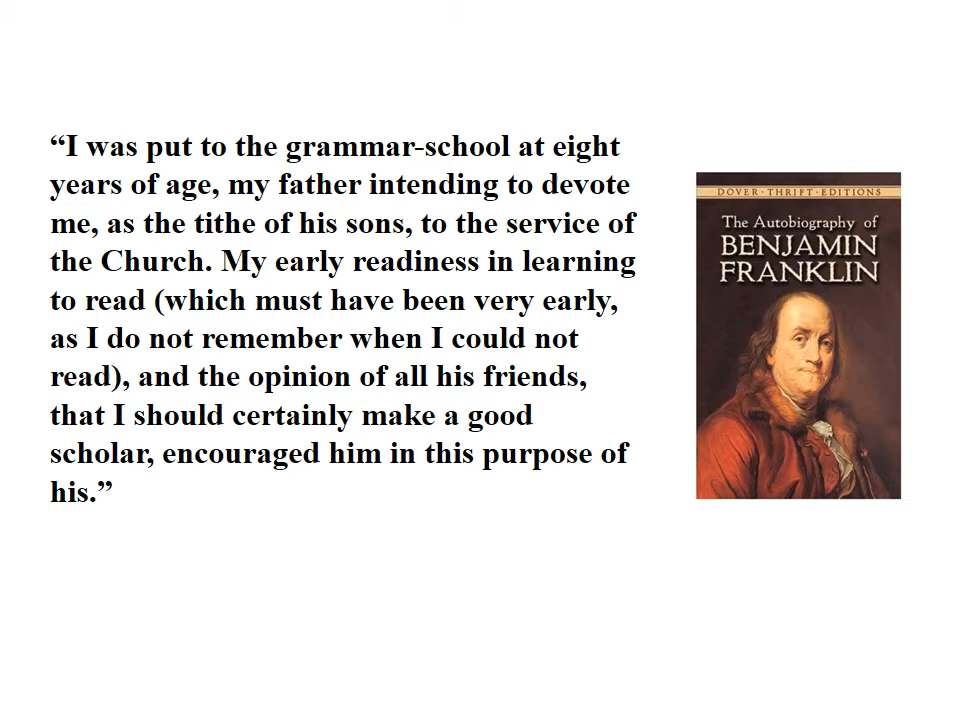 “I was put to the grammar-school at eight
years of age, my father intending to devote
me, as the tithe of his sons, to the service of
the Church. My early readiness in learning
to read (which must have been very early,
as I do not remember when I could not
read), and the opinion of all his friends,
that I should certainly make a good
scholar, encouraged him in this purpose of
his.”
DOVER · THRIFT · EDITIONS
The Autobiography of
BENJAMIN
FRANKLIN